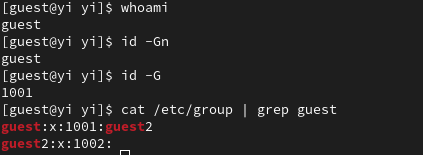 [guest@yi yi]$ whoami
guest
[guest@yi yi]$ id -Gn
guest
[guest@yi yi]$ id -G
1001
[guest@yi yi]$ cat /etc/group | grep guest
guest:x:1001:guest2
guest2:x:1002: